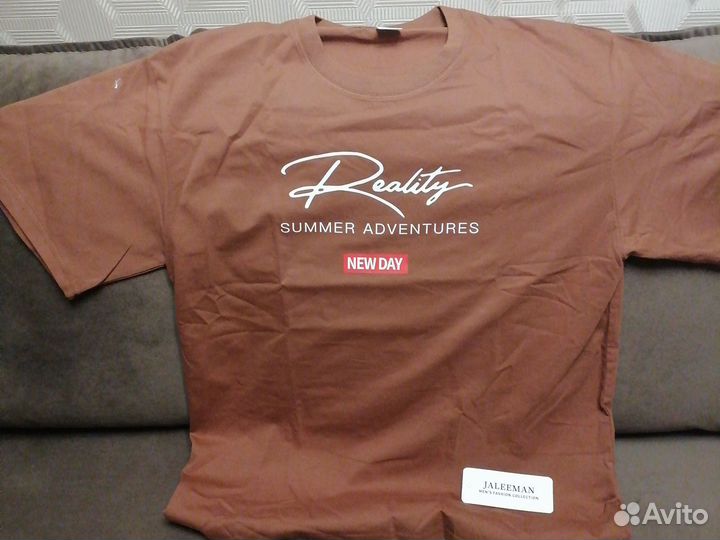 Reality
SUMMER ADVENTURES
NEW DAY
JALEEMAN
MEN'S FASHION COLLECTION
Avito